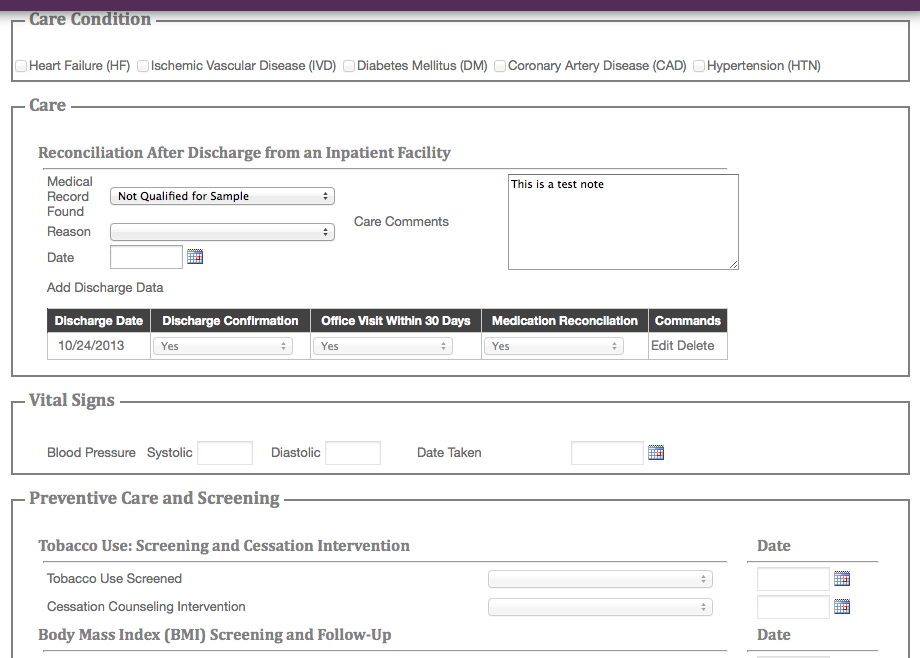 Care Condition
Heart Failure (HF) Ischemic Vascular Disease (IVD) Diabetes Mellitus (DM) Coronary Artery Disease (CAD) Hypertension (HTN)
Care
Reconciliation After Discharge from an Inpatient Facility
Medical
Record
Found
Not Qualified for Sample
Reason
Date
Care Comments
This is a test note
Add Discharge Data
Discharge Date Discharge Confirmation Office Visit Within 30 Days Medication Reconcilation Commands
10/24/2013 Yes Yes Yes Edit Delete
Vital Signs
Blood Pressure Systolic Diastolic Date Taken
Preventive Care and Screening
Tobacco Use: Screening and Cessation Intervention Date
Tobacco Use Screened
Cessation Counseling Intervention
Body Mass Index (BMI) Screening and Follow-Up Date